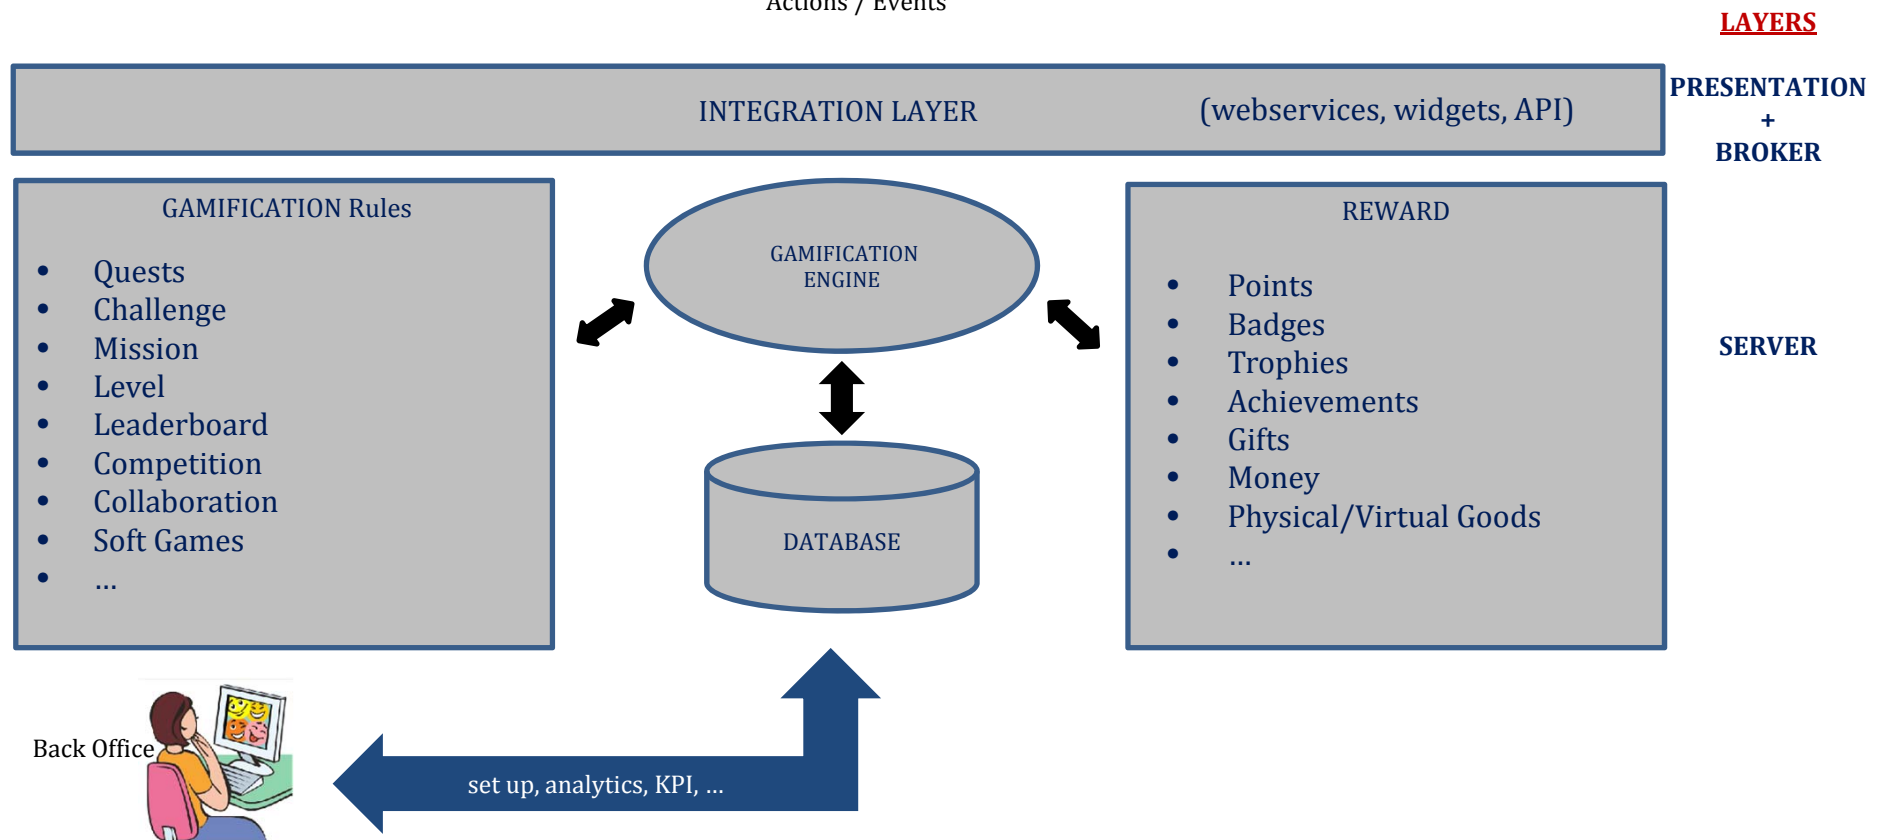 Actions / Events
LAYERS
INTEGRATION LAYER (webservices, widgets, API)
PRESENTATION
+
BROKER
GAMIFICATION Rules
• Quests
• Challenge
• Mission
• Level
• Leaderboard
• Competition
• Collaboration
• Soft Games
• ...
GAMIFICATION
ENGINE
DATABASE
REWARD
• Points
• Badges
• Trophies
• Achievements
• Gifts
• Money
• Physical/Virtual Goods
• ...
SERVER
Back Office
set up, analytics, KPI, ...